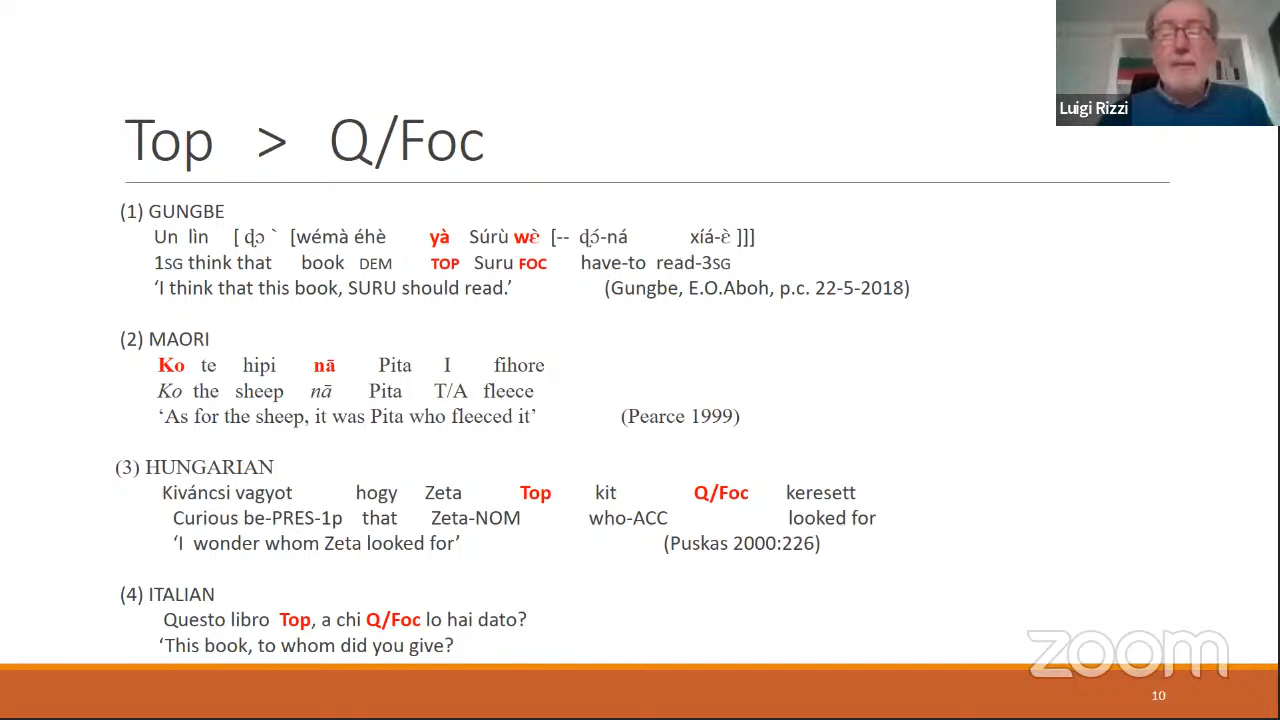 Luigi Rizzi
Top > Q/Foc
(1) GUNGBE
Un lìn [ ɖɔ ` [wémà éhè yà Súrù wɛ̀ [-- ɖɔ́-ná xíá-ɛ̀ ]]]
1SG think that book DEM TOP Suru FOC have-to read-3SG
‘I think that this book, SURU should read.’ (Gungbe, E.O.Aboh, p.c. 22-5-2018)
(2) MAORI
Ko te hipi nā Pita I fihore
Ko the sheep nā Pita T/A fleece
‘As for the sheep, it was Pita who fleeced it’ (Pearce 1999)
(3) HUNGARIAN
Kiváncsi vagyot hogy Zeta Top kit Q/Foc keresett
Curious be-PRES-1p that Zeta-NOM who-ACC looked for
‘I wonder whom Zeta looked for’ (Puskas 2000:226)
(4) ITALIAN
Questo libro Top, a chi Q/Foc lo hai dato?
‘This book, to whom did you give?
zoom
10